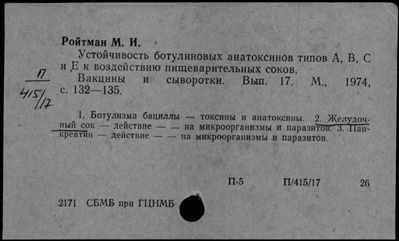 Ройтман М. И.
Устойчивость ботулиновых анатоксинов типов А, В, С
и Е к воздействию пищеварительных соков.
Вакцины и сыворотки. Вып. 17. М., 1974,
с. 132—135.
П
415/
/17
1. Ботулизма бациллы — токсины и анатоксины. 2. Желудоч-
ный сок — действие — — на микроорганизмы и паразитов. 3. Пан-
креатин — действие — — на микроорганизмы и паразитов.
П-5 П/415/17 26
2171 СБМБ при ГЦНМБ